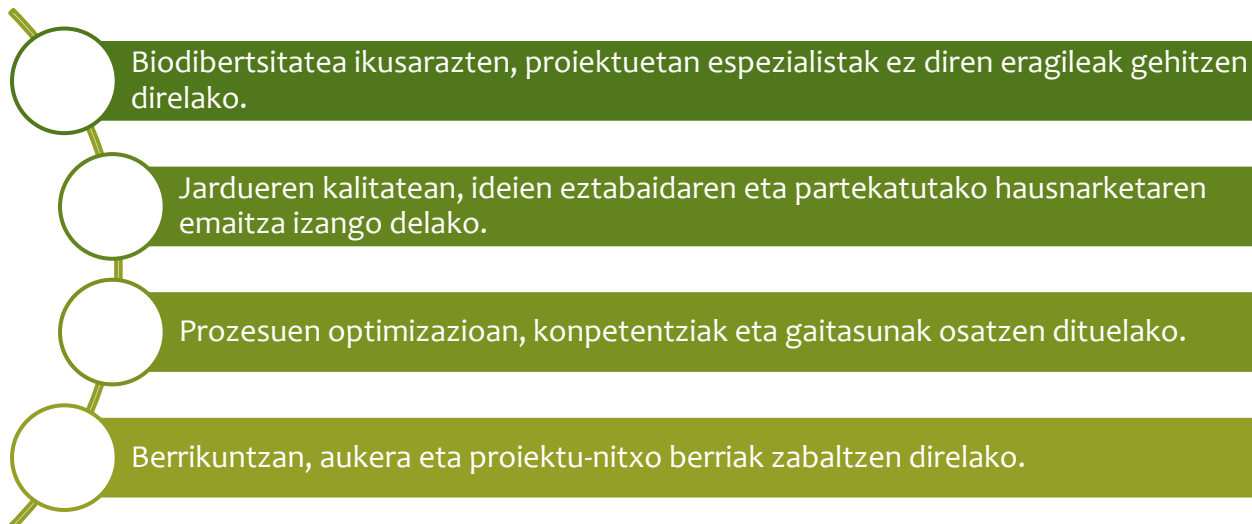 Biodibertsitatea ikusarazten, proiektuetan espezialistak ez diren eragileak gehitzen
direlako.
Jardueren kalitatean, ideien eztabaidaren eta partekatutako hausnarketaren
emaitza izango delako.
Prozesuen optimizazioan, konpetentziak eta gaitasunak osatzen dituelako.
Berrikuntzan, aukera eta proiektu-nitxo berriak zabaltzen direlako.